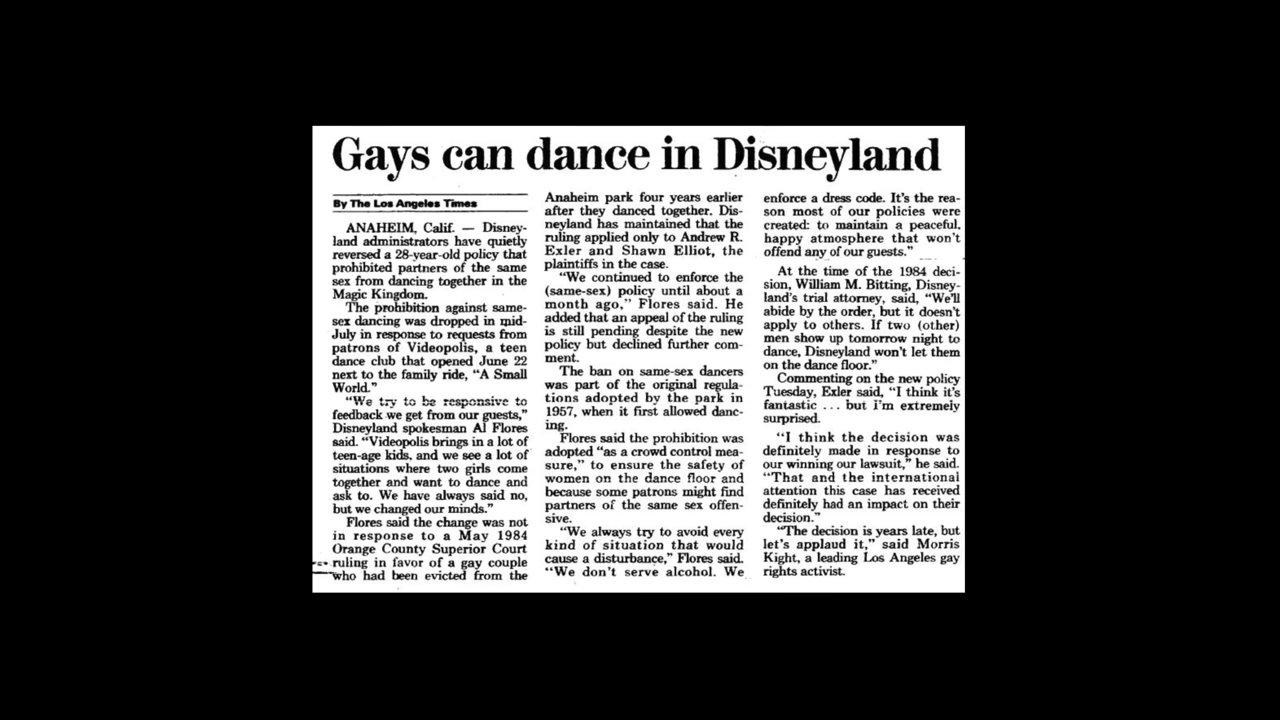 Gays can dance in Disneyland
By The Los Angeles Times
ANAHEIM, Calif. — Disney-
land administrators have quietly
reversed a 28-year-old policy that
prohibited partners of the same
sex from dancing together in the
Magic Kingdom.
The prohibition against same-
sex dancing was dropped in mid-
July in response to requests from
patrons of Videopolis, a teen
dance club that opened June 22
next to the family ride, "A Small
World."
"We try to be responsive to
feedback we get from our guests,"
Disneyland spokesman Al Flores
said. "Videopolis brings in a lot of
teen-age kids, and we see a lot of
situations where two girls come
together and want to dance and
ask to. We have always said no,
but we changed our minds."
Flores said the change was not
in response to a May 1984
Orange County Superior Court
ruling in favor of a gay couple
who had been evicted from the
Anaheim park four years earlier
after they danced together. Dis-
neyland has maintained that the
ruling applied only to Andrew R.
Exler and Shawn Elliot, the
plaintiffs in the case.
"We continued to enforce the
(same-sex) policy until about a
month ago," Flores said. He
added that an appeal of the ruling
is still pending despite the new
policy but declined further com-
ment.
The ban on same-sex dancers
was part of the original regula-
tions adopted by the park in
1957, when it first allowed danc-
ing.
Flores said the prohibition was
adopted "as a crowd control mea-
sure," to ensure the safety of
women on the dance floor and
because some patrons might find
partners of the same sex offen-
sive.
"We always try to avoid every
kind of situation that would
cause a disturbance," Flores said.
"We don't serve alcohol. We
enforce a dress code. It's the rea-
son most of our policies were
created: to maintain a peaceful,
happy atmosphere that won't
offend any of our guests."
At the time of the 1984 deci-
sion, William M. Bitting, Disney-
land's trial attorney, said, "We'll
abide by the order, but it doesn't
apply to others. If two (other)
men show up tomorrow night to
dance, Disneyland won't let them
on the dance floor."
Commenting on the new policy
Tuesday, Exler said, "I think it's
fantastic ... but I'm extremely
surprised.
"I think the decision was
definitely made in response to
our winning our lawsuit," he said.
"That and the international
attention this case has received
definitely had an impact on their
decision."
"The decision is years late, but
let's applaud it," said Morris
Kight, a leading Los Angeles gay
rights activist.